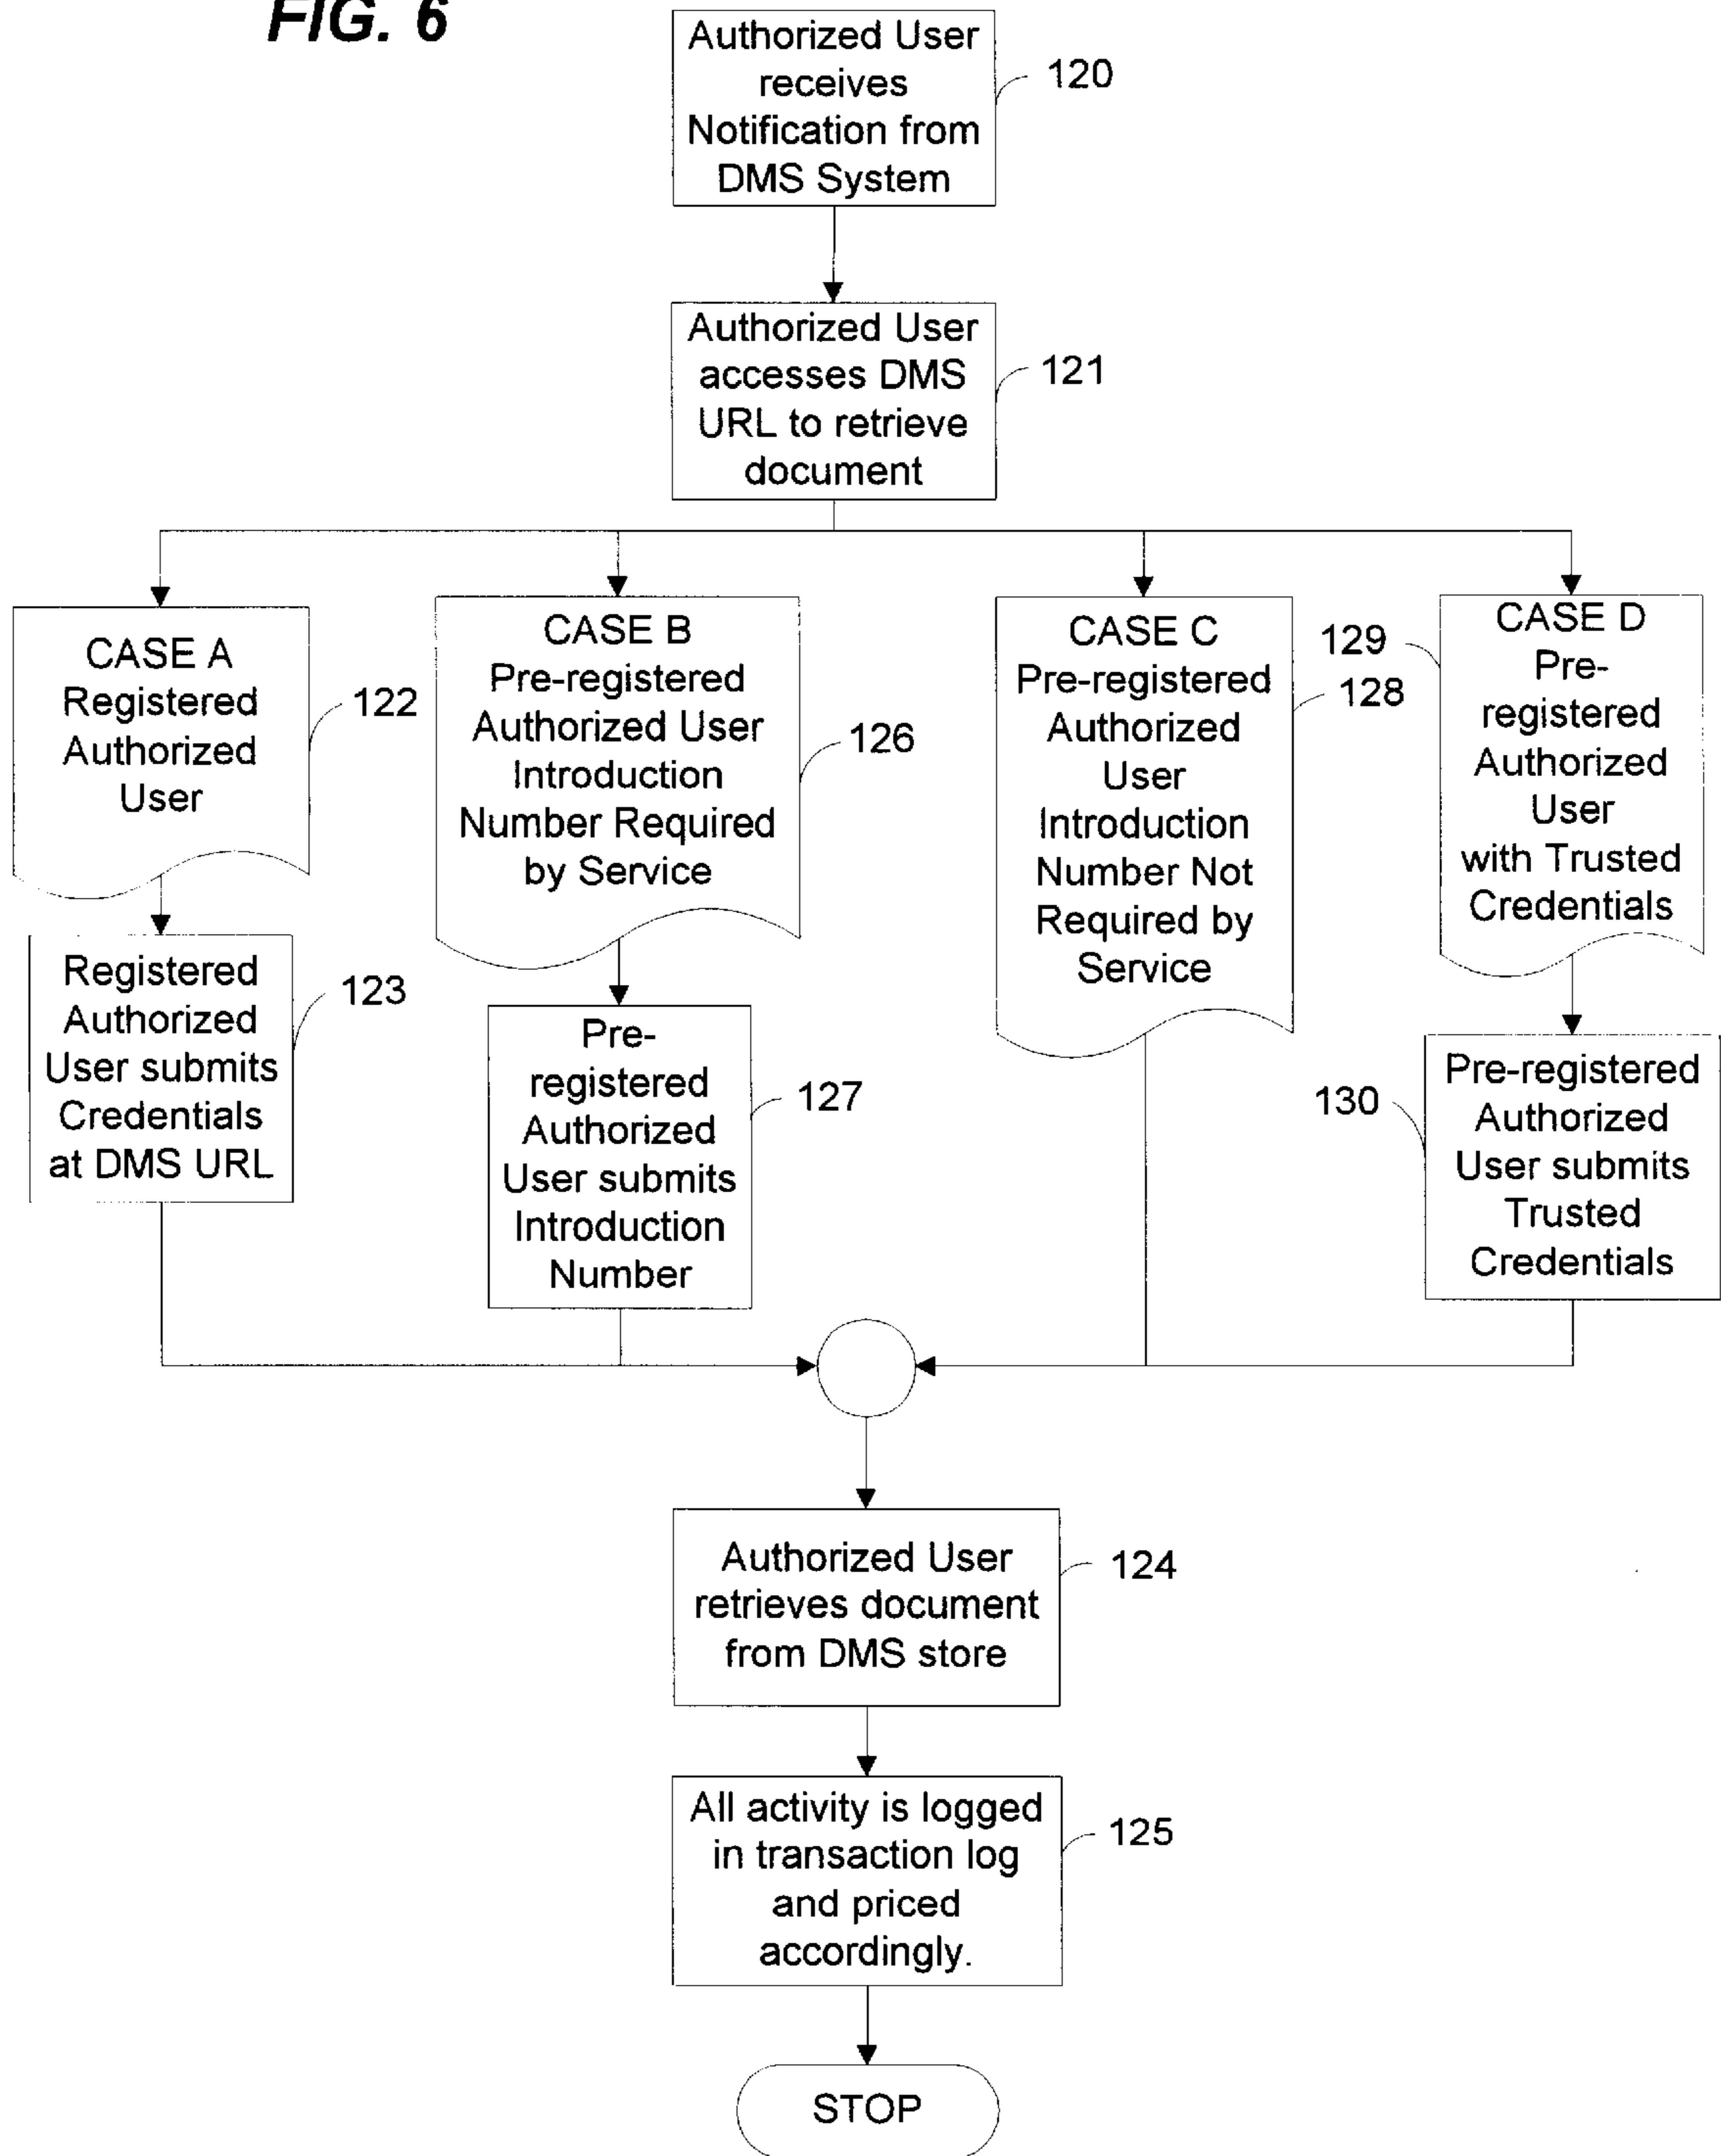 FIG. 6
Authorized User
receives
Notification from
DMS System
120
Authorized User
accesses DMS
URL to retrieve
document
121
CASE A
Registered
Authorized
User
122
CASE B
Pre-registered
Authorized User
Introduction
Number Required
by Service
126
CASE C
Pre-registered
Authorized
User
Introduction
Number Not
Required by
Service
128
129
CASE D
Pre-
registered
Authorized
User
with Trusted
Credentials
Registered
Authorized
User submits
Credentials
at DMS URL
123
Pre-
registered
Authorized
User submits
Introduction
Number
127
130
Pre-registered
Authorized
User submits
Trusted
Credentials
Authorized User
retrieves document
from DMS store
124
All activity is logged
in transaction log
and priced
accordingly.
125
STOP